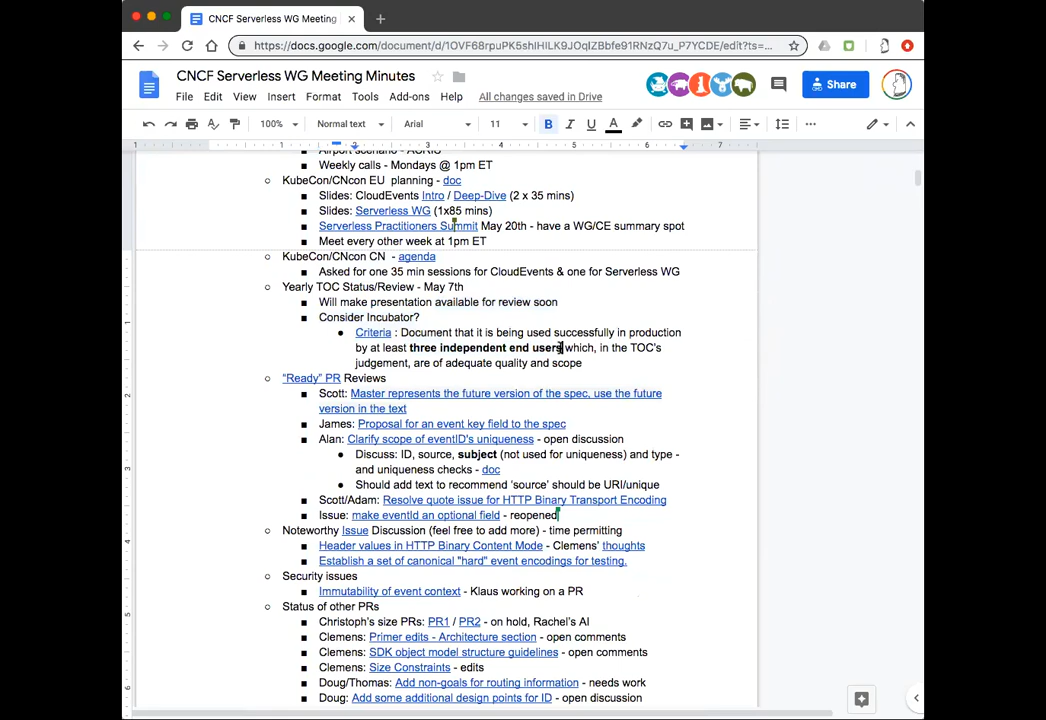 CNCF Serverless WG Meeting Minutes
https://docs.google.com/document/d/1OVF68rpuPK5shIHILK9JOqIZBbfe91RNzQ7u_P7YCDE/edit?ts=...
CNCF Serverless WG Meeting Minutes
File Edit View Insert Format Tools Add-ons Help All changes saved in Drive
Share
100% Normal text Arial 11 B I U A
1 1 2 3 4 5 6 7
Weekly calls - Mondays @ 1pm ET
KubeCon/CNcon EU planning - doc
Slides: CloudEvents Intro / Deep-Dive (2 x 35 mins)
Slides: Serverless WG (1x85 mins)
Serverless Practitioners Summit May 20th - have a WG/CE summary spot
Meet every other week at 1pm ET
KubeCon/CNcon CN - agenda
Asked for one 35 min sessions for CloudEvents & one for Serverless WG
Yearly TOC Status/Review - May 7th
Will make presentation available for review soon
Consider Incubator?
Criteria : Document that it is being used successfully in production
by at least three independent end users which, in the TOC's
judgement, are of adequate quality and scope
"Ready" PR Reviews
Scott: Master represents the future version of the spec, use the future
version in the text
James: Proposal for an event key field to the spec
Alan: Clarify scope of eventID's uniqueness - open discussion
Discuss: ID, source, subject (not used for uniqueness) and type -
and uniqueness checks - doc
Should add text to recommend 'source' should be URI/unique
Scott/Adam: Resolve quote issue for HTTP Binary Transport Encoding
Issue: make eventId an optional field - reopened
Noteworthy Issue Discussion (feel free to add more) - time permitting
Header values in HTTP Binary Content Mode - Clemens' thoughts
Establish a set of canonical "hard" event encodings for testing.
Security issues
Immutability of event context - Klaus working on a PR
Status of other PRs
Christoph's size PRs: PR1 / PR2 - on hold, Rachel's AI
Clemens: Primer edits - Architecture section - open comments
Clemens: SDK object model structure guidelines - open comments
Clemens: Size Constraints - edits
Doug/Thomas: Add non-goals for routing information - needs work
Doug: Add some additional design points for ID - open discussion